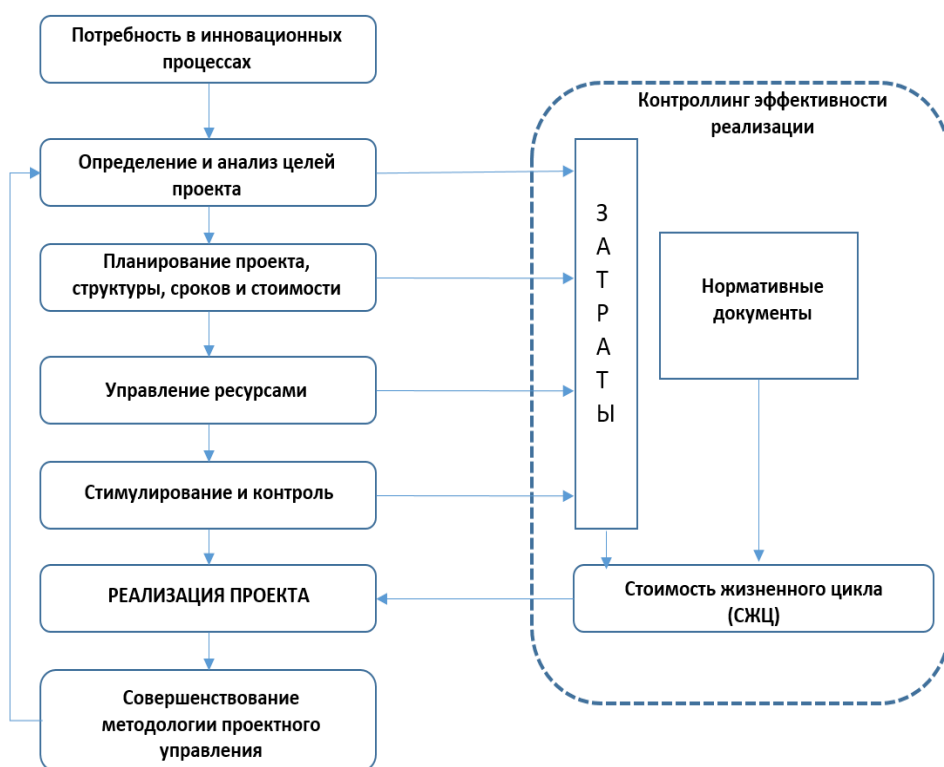 Потребность в инновационных
процессах
Определение и анализ целей
проекта
Планирование проекта,
структуры, сроков и стоимости
Управление ресурсами
Стимулирование и контроль
РЕАЛИЗАЦИЯ ПРОЕКТА
Совершенствование
методологии проектного
управления
Контроллинг эффективности
реализации
З
А
Т
Р
А
Т
Ы
Нормативные
документы
Стоимость жизненного цикла
(СЖЦ)